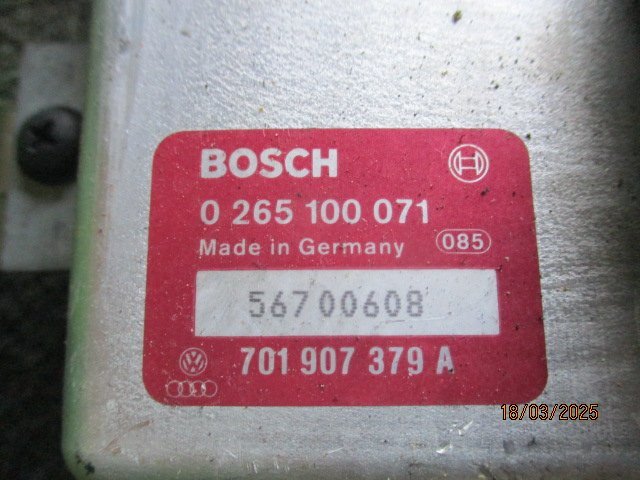 BOSCH
0 265 100 071
Made in Germany 085
56700608
701 907 379 A
18/03/2025